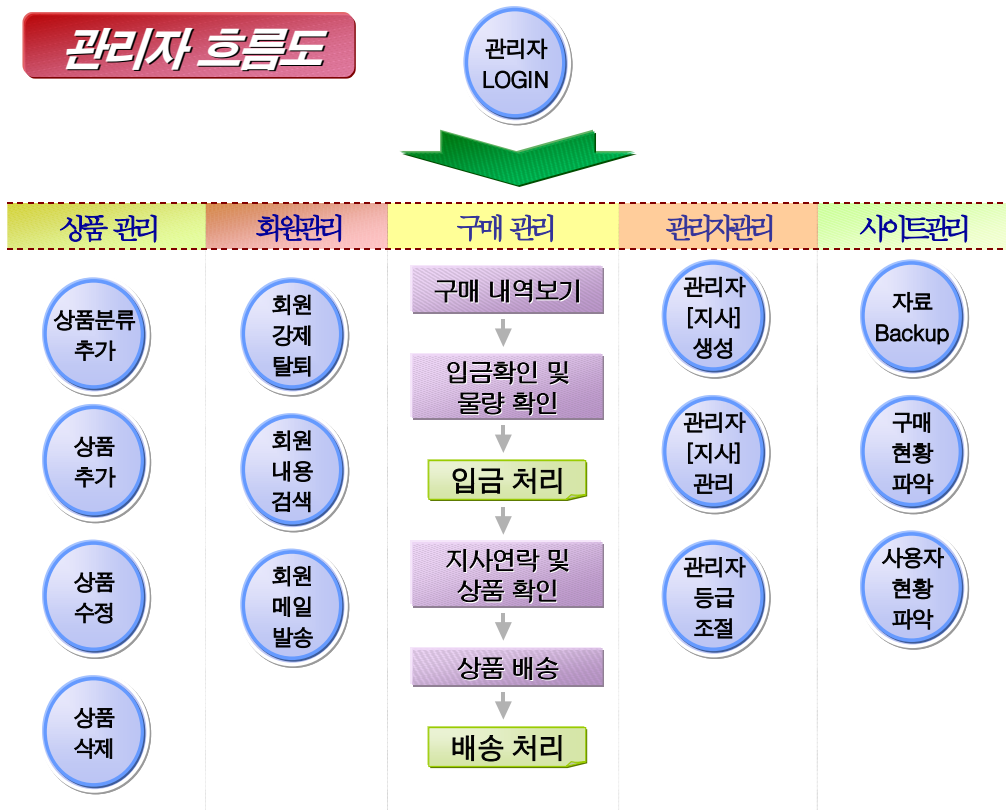 관리자 흐름도
관리자
LOGIN
상품 관리
회원관리
구매 관리
관리자관리
사이트관리
상품분류
추가
상품
추가
상품
수정
상품
삭제
회원
강제
탈퇴
회원
내용
검색
회원
메일
발송
구매 내역보기
입금확인 및
물량 확인
입금 처리
지사연락 및
상품 확인
상품 배송
배송 처리
관리자
[지사]
생성
관리자
[지사]
관리
관리자
등급
조절
자료
Backup
구매
현황
파악
사용자
현황
파악